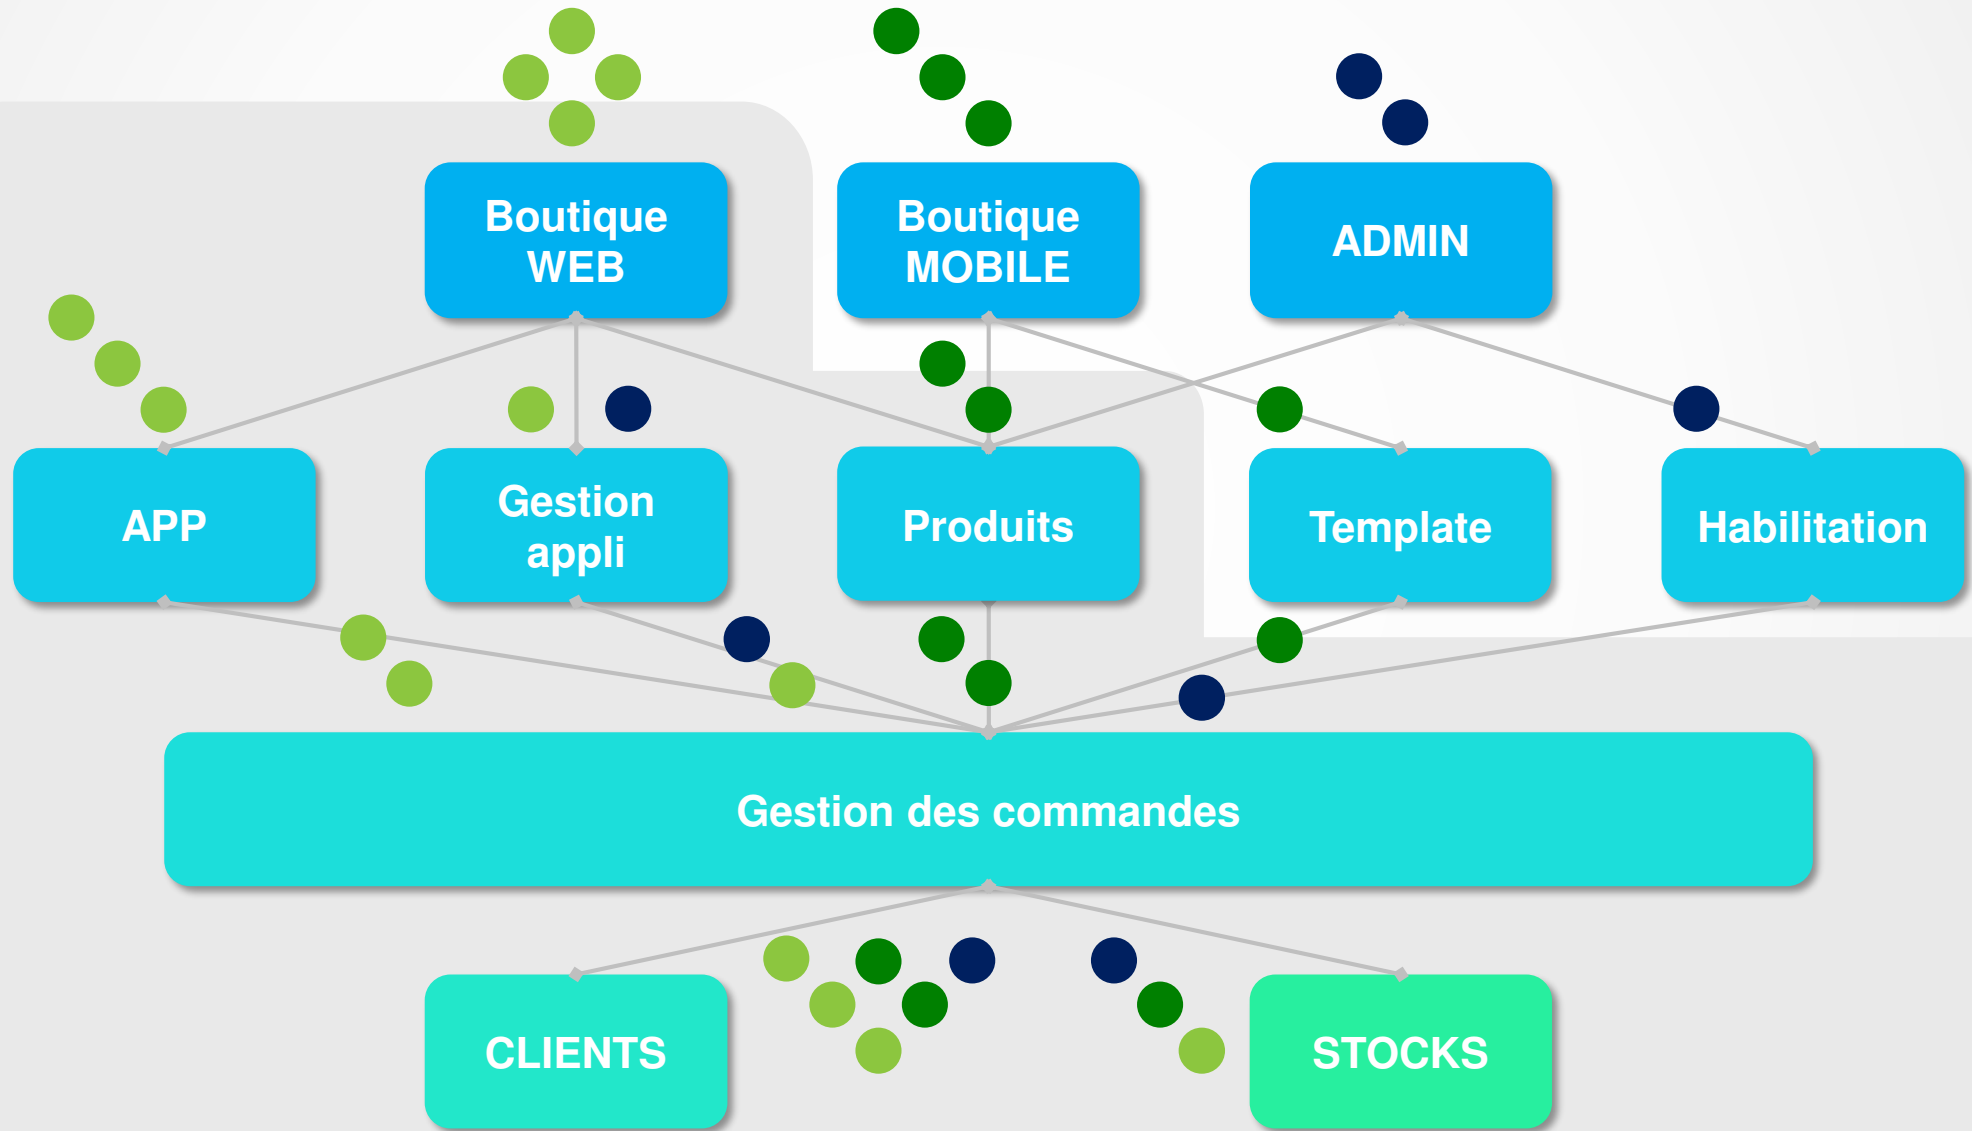 Boutique
WEB
Boutique
MOBILE
ADMIN
APP
Gestion
appli
Produits
Template
Habilitation
Gestion des commandes
CLIENTS
STOCKS